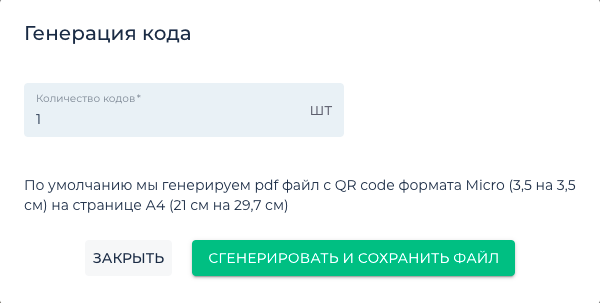 Генерация кода
Количество кодов*
1
ШТ
По умолчанию мы генерируем pdf файл с QR code формата Micro (3,5 на 3,5
см) на странице А4 (21 см на 29,7 см)
ЗАКРЫТЬ
СГЕНЕРИРОВАТЬ И СОХРАНИТЬ ФАЙЛ